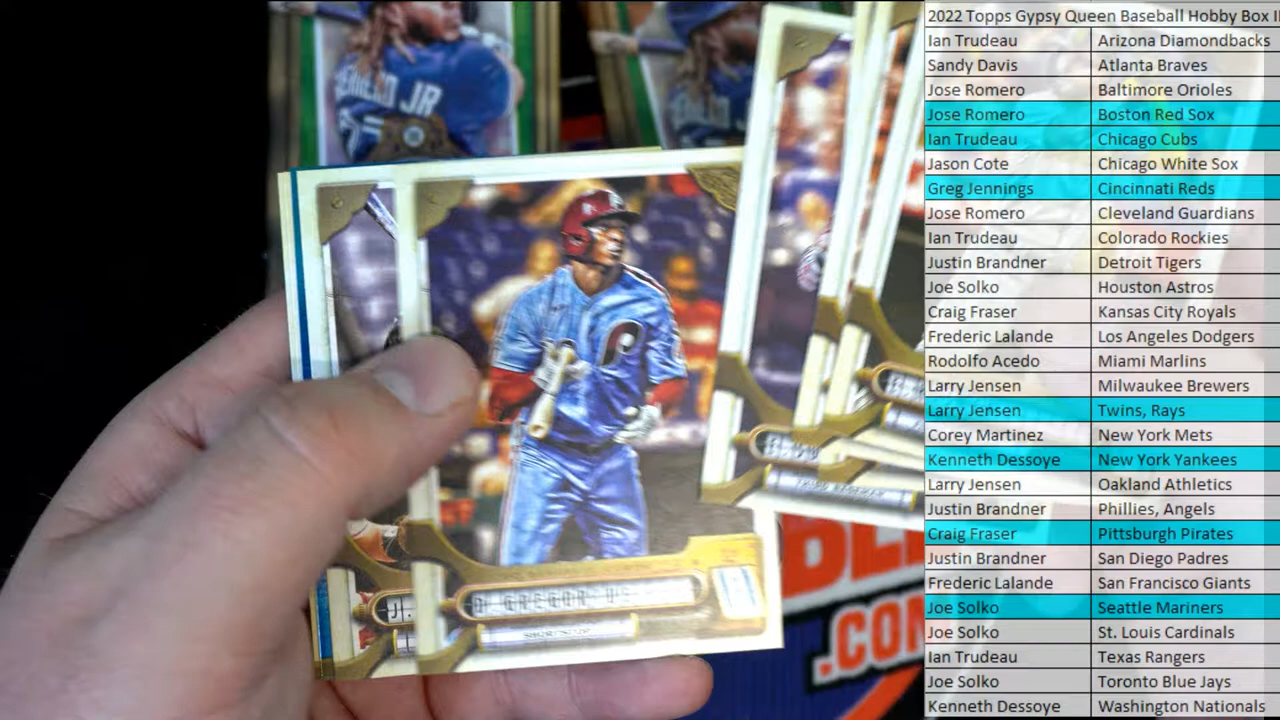 2022 Topps Gypsy Queen Baseball Hobby Box
Ian Trudeau Arizona Diamondbacks
Sandy Davis Atlanta Braves
Jose Romero Baltimore Orioles
Jose Romero Boston Red Sox
Ian Trudeau Chicago Cubs
Jason Cote Chicago White Sox
Greg Jennings Cincinnati Reds
Jose Romero Cleveland Guardians
Ian Trudeau Colorado Rockies
Justin Brandner Detroit Tigers
Joe Solko Houston Astros
Craig Fraser Kansas City Royals
Frederic Lalande Los Angeles Dodgers
Rodolfo Acedo Miami Marlins
Larry Jensen Milwaukee Brewers
Larry Jensen Twins, Rays
Corey Martinez New York Mets
Kenneth Dessoye New York Yankees
Larry Jensen Oakland Athletics
Justin Brandner Phillies, Angels
Craig Fraser Pittsburgh Pirates
Justin Brandner San Diego Padres
Frederic Lalande San Francisco Giants
Joe Solko Seattle Mariners
Joe Solko St. Louis Cardinals
Ian Trudeau Texas Rangers
Joe Solko Toronto Blue Jays
Kenneth Dessoye Washington Nationals
JR
P
SHORTSTOP
.COM